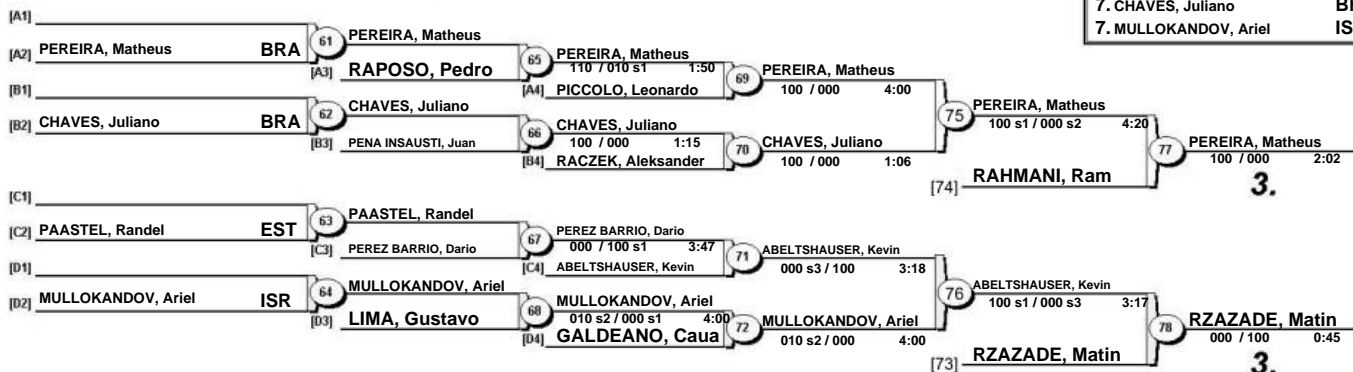 7. CHAVES, Juliano
7. MULLOKANDOV, Ariel IS
[A1]
[A2] PEREIRA, Matheus BRA 61 PEREIRA, Matheus
[A3] RAPOSO, Pedro 65 PEREIRA, Matheus
110 / 010 s1 1:50
[A4] PICCOLO, Leonardo 69 PEREIRA, Matheus
100 / 000 4:00
[B1]
[B2] CHAVES, Juliano BRA 62 CHAVES, Juliano
[B3] PENA INSAUSTI, Juan 66 CHAVES, Juliano
100 / 000 1:15
[B4] RACZEK, Aleksander 70 CHAVES, Juliano
100 / 000 1:06
75 PEREIRA, Matheus
100 s1 / 000 s2 4:20
[74] RAHMANI, Ram 77 PEREIRA, Matheus
100 / 000 2:02
3.
[C1]
[C2] PAASTEL, Randel EST 63 PAASTEL, Randel
[C3] PEREZ BARRIO, Dario 67 PEREZ BARRIO, Dario
000 / 100 s1 3:47
[C4] ABELTSHAUSER, Kevin 71 ABELTSHAUSER, Kevin
000 s3 / 100 3:18
[D1]
[D2] MULLOKANDOV, Ariel ISR 64 MULLOKANDOV, Ariel
[D3] LIMA, Gustavo 68 MULLOKANDOV, Ariel
010 s2 / 000 s1 4:00
[D4] GALDEANO, Caua 72 MULLOKANDOV, Ariel
010 s2 / 000 4:00
76 ABELTSHAUSER, Kevin
100 s1 / 000 s3 3:17
[73] RZAZADE, Matin 78 RZAZADE, Matin
000 / 100 0:45
3.